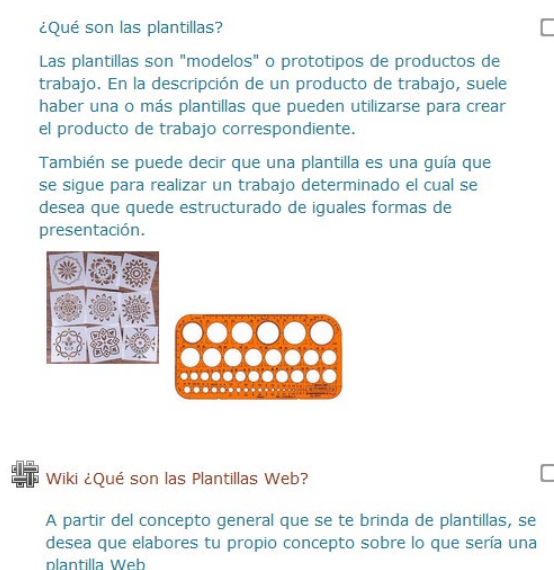 ¿Qué son las plantillas?
Las plantillas son "modelos" o prototipos de productos de
trabajo. En la descripción de un producto de trabajo, suele
haber una o más plantillas que pueden utilizarse para crear
el producto de trabajo correspondiente.
También se puede decir que una plantilla es una guía que
se sigue para realizar un trabajo determinado el cual se
desea que quede estructurado de iguales formas de
presentación.
Wiki ¿Qué son las Plantillas Web?
A partir del concepto general que se te brinda de plantillas, se
desea que elabores tu propio concepto sobre lo que sería una
plantilla Web